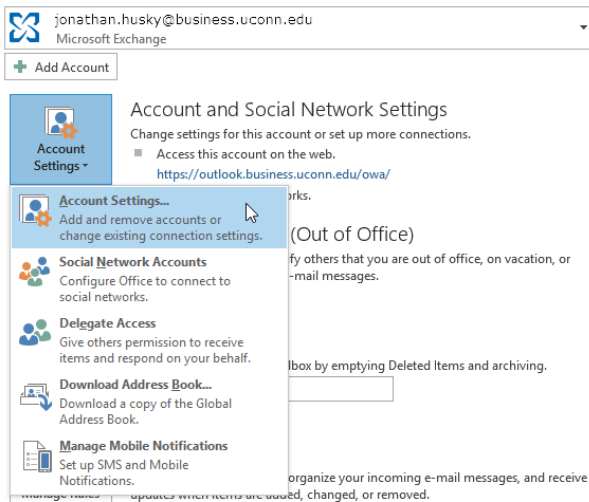 jonathan.husky@business.uconn.edu
Microsoft Exchange
Add Account
Account and Social Network Settings
Change settings for this account or set up more connections.
Account
Settings
Access this account on the web.
https://outlook.business.uconn.edu/owa/
rks.
Account Settings...
Add and remove accounts or
change existing connection settings.
(Out of Office)
fy others that you are out of office, on vacation, or
-mail messages.
Social Network Accounts
Configure Office to connect to
social networks.
Delegate Access
Give others permission to receive
items and respond on your behalf.
lbox by emptying Deleted Items and archiving.
Download Address Book...
Download a copy of the Global
Address Book.
Manage Mobile Notifications
Set up SMS and Mobile
Notifications.
organize your incoming e-mail messages, and receive
Manage Rules
updates when items are added, changed, or removed.